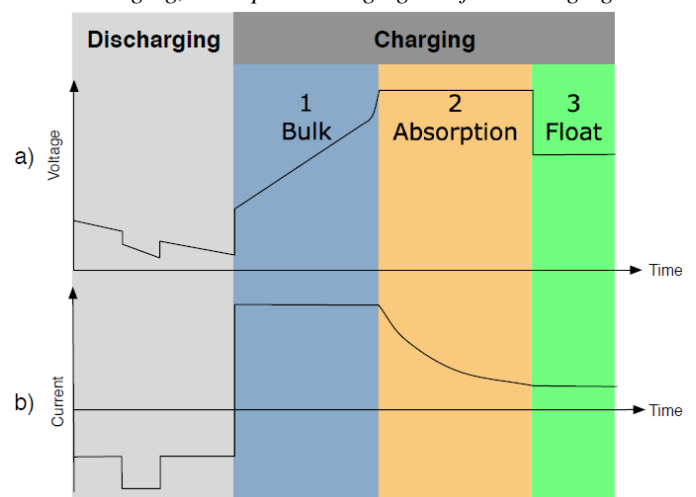 Discharging Charging
1 2 3
Bulk Absorption Float
a) Voltage
Time
b) Current
Time